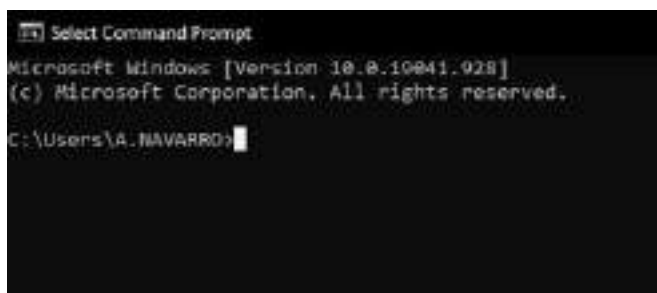 Select Command Prompt
Microsoft Windows [Version 10.0.19041.928]
(c) Microsoft Corporation. All rights reserved.
C:\Users\A.NAVARRO>